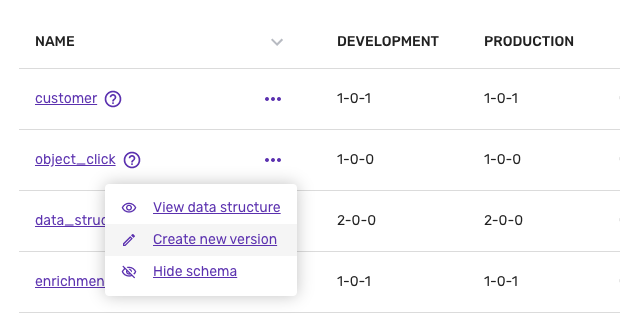 NAME DEVELOPMENT PRODUCTION
customer ? ••• 1-0-1 1-0-1
object_click ? ••• 1-0-0 1-0-0
View data structure
data_struc 2-0-0 2-0-0
Create new version
Hide schema
enrichmen 1-0-1 1-0-1